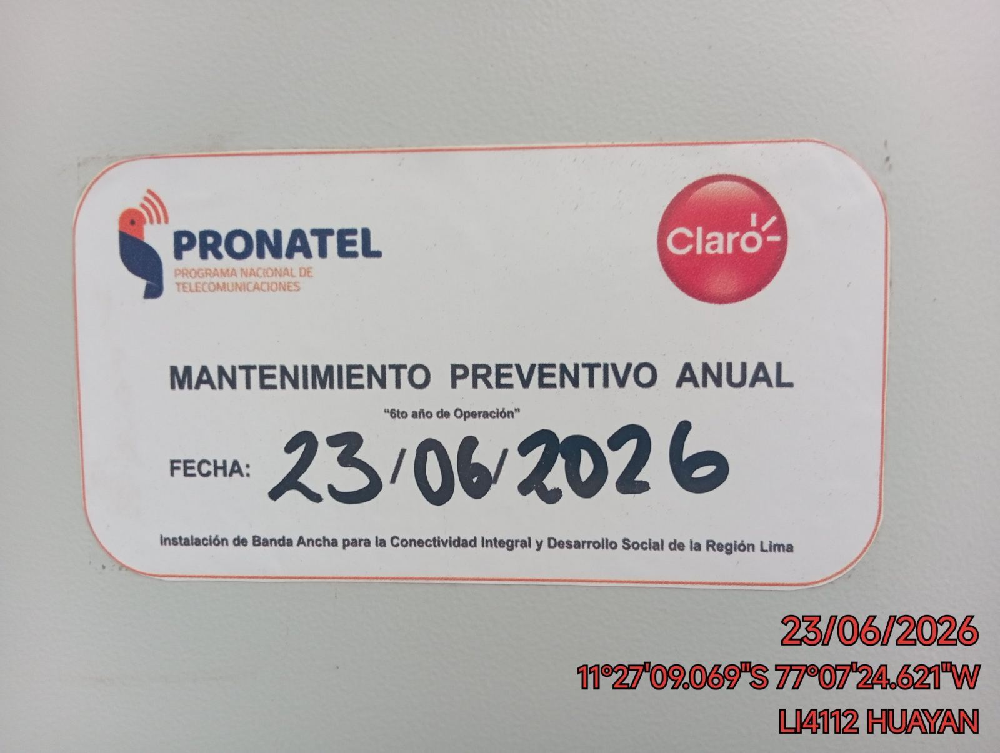 PRONATEL
PROGRAMA NACIONAL DE
TELECOMUNICACIONES
Claro
MANTENIMIENTO PREVENTIVO ANUAL
"6to año de Operación"
FECHA: 23/06/2026
Instalación de Banda Ancha para la Conectividad Integral y Desarrollo Social de la Región Lima
23/06/2026
11°27'09.069"S 77°07'24.621"W
LI4112 HUAYAN